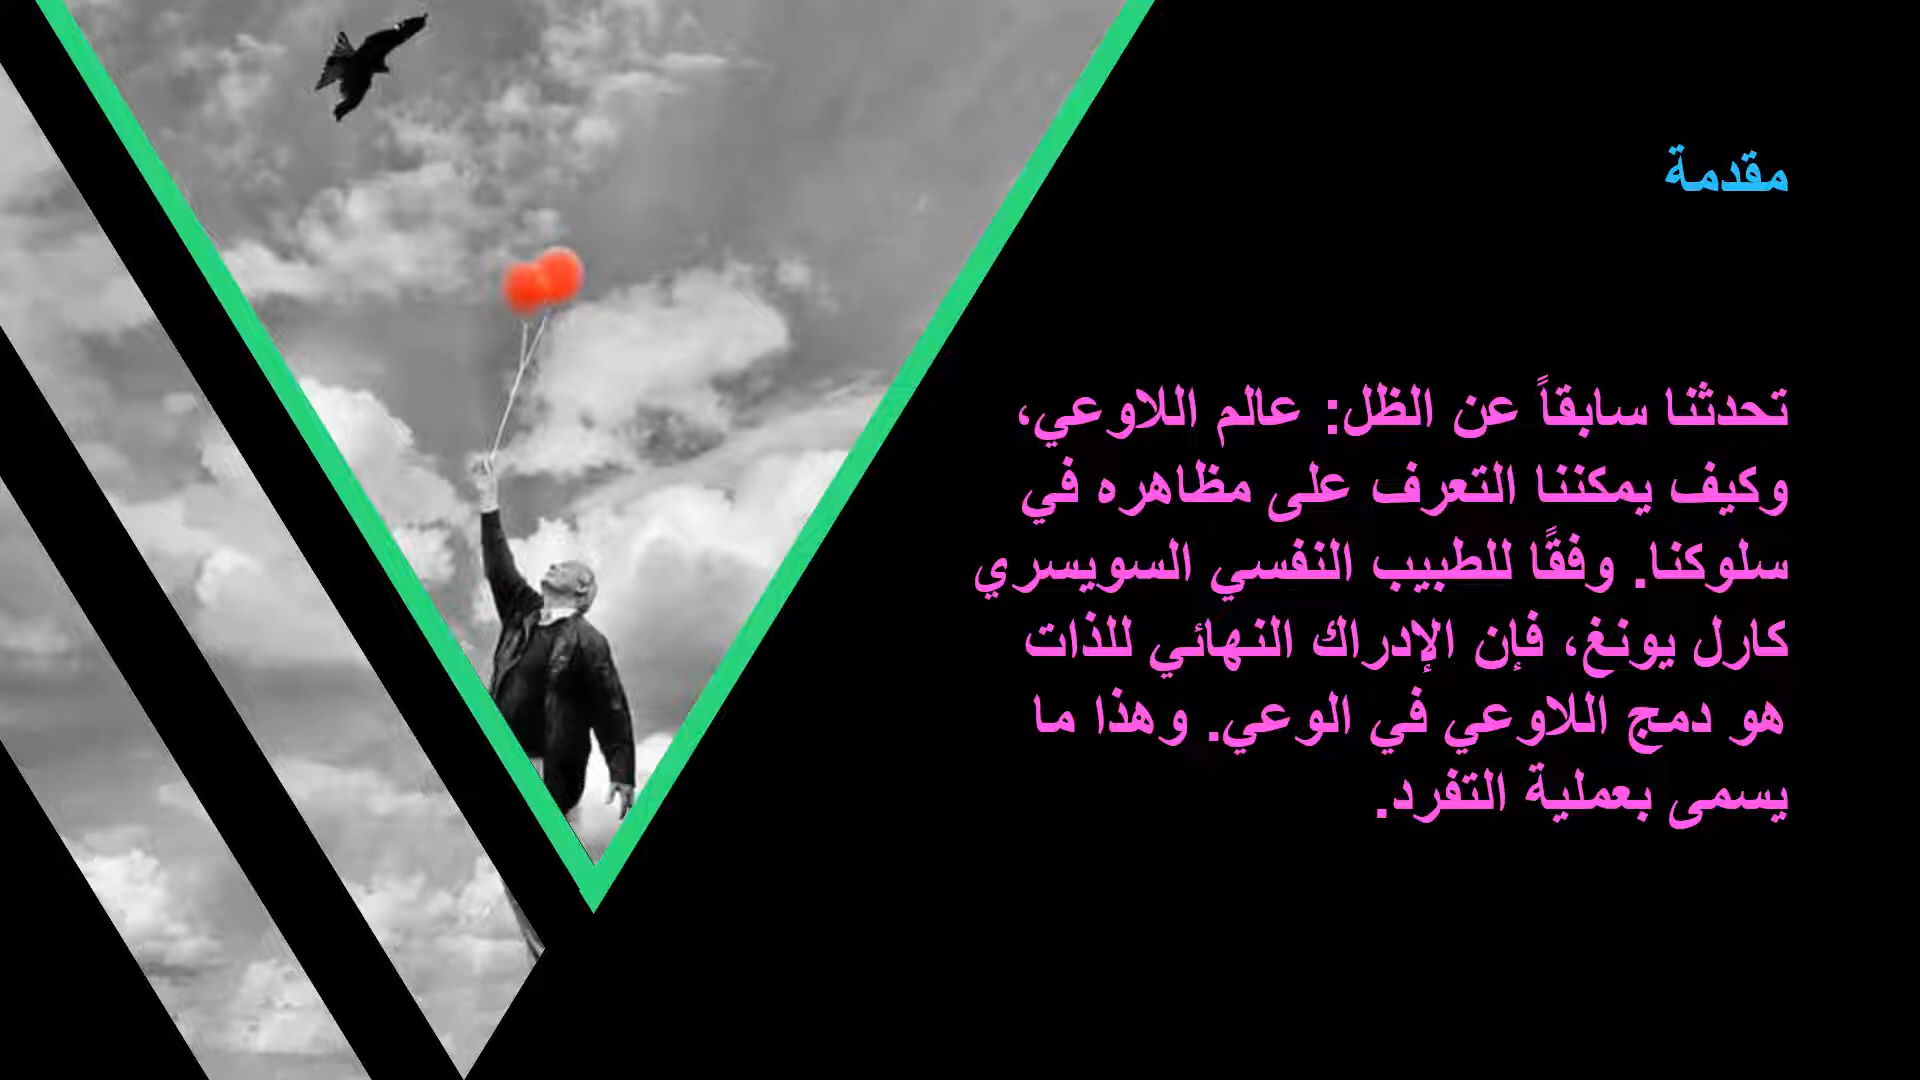 مقدمة
تحدثنا سابقاً عن الظل: عالم اللاوعي،
وكيف يمكننا التعرف على مظاهره في
سلوكنا. وفقًا للطبيب النفسي السويسري
كارل يونغ، فإن الإدراك النهائي للذات
هو دمج اللاوعي في الوعي. وهذا ما
يسمى بعملية التفرد.